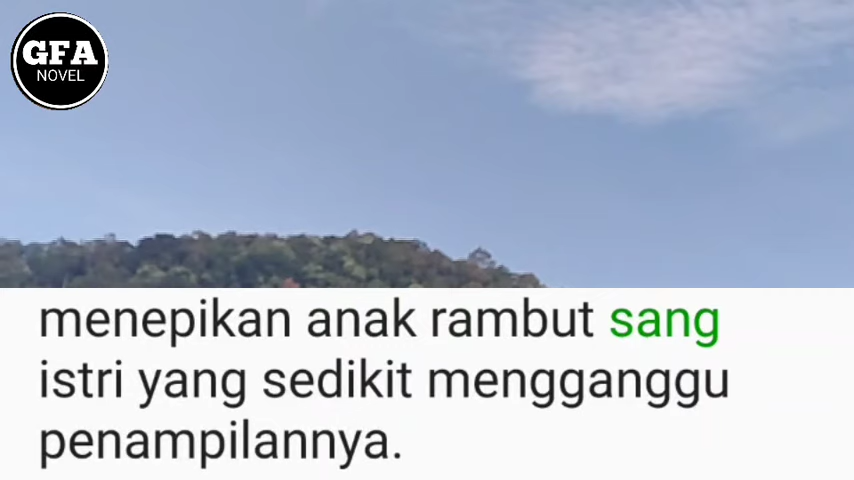 GFA
NOVEL
menepikan anak rambut sang
istri yang sedikit mengganggu
penampilannya.